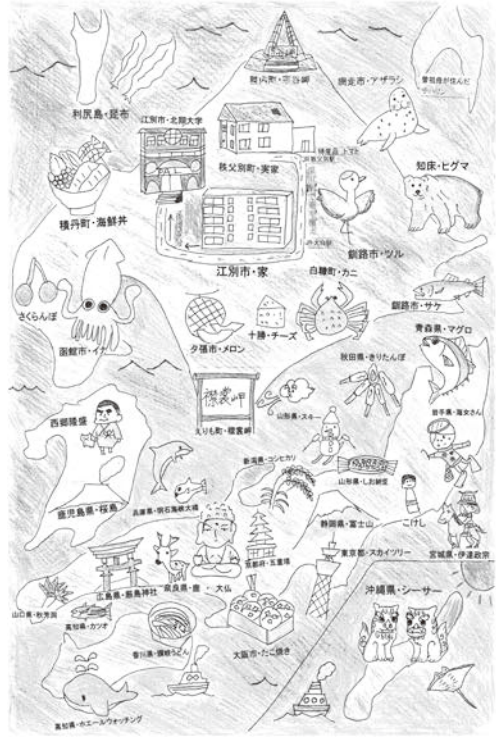 利尻島・昆布
稚内町・宗谷岬
網走市・アザラシ
曽祖母が住んだ
江別市・北翔大学
秩父別町・実家
知床・ヒグマ
積丹町・海鮮丼
釧路市・ツル
江別市・家
白糠町・カニ
釧路市・サケ
さくらんぼ
函館市・イカ
夕張市・メロン
十勝・チーズ
青森県・マグロ
秋田県・きりたんぽ
襟裳岬
えりも町・襟裳岬
山形県・スキー
岩手県・海女さん
西郷隆盛
新潟県・コシヒカリ
山形県・しお納豆
鹿児島県・桜島
兵庫県・明石海峡大橋
静岡県・富士山
こけし
宮城県・伊達政宗
京都府・五重塔
東京都・スカイツリー
広島県・厳島神社
奈良県・鹿・大仏
沖縄県・シーサー
山口県・秋芳洞
高知県・カツオ
香川県・讃岐うどん
大阪市・たこ焼き
高知県・ホエールウォッチング